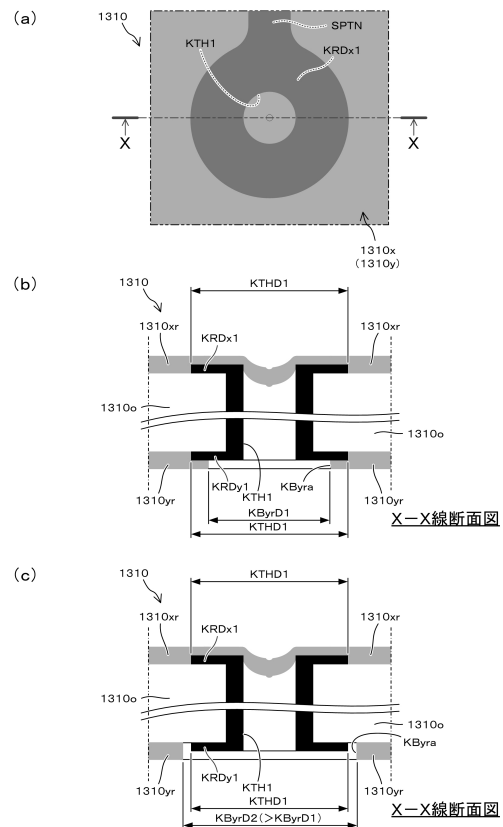 (a)
1310
SPTN
KTH1
KRDx1
X X
1310x
(1310y)
(b)
1310
KTHD1
1310xr 1310xr
KRDx1
1310o
1310o
KRDy1 KTH1 KByra
1310yr 1310yr
KByrD1
KTHD1
X－X線断面図
(c)
1310
KTHD1
1310xr 1310xr
KRDx1
1310o
1310o
KByra
KRDy1 KTH1
1310yr 1310yr
KTHD1
KByrD2(＞KByrD1)
X－X線断面図